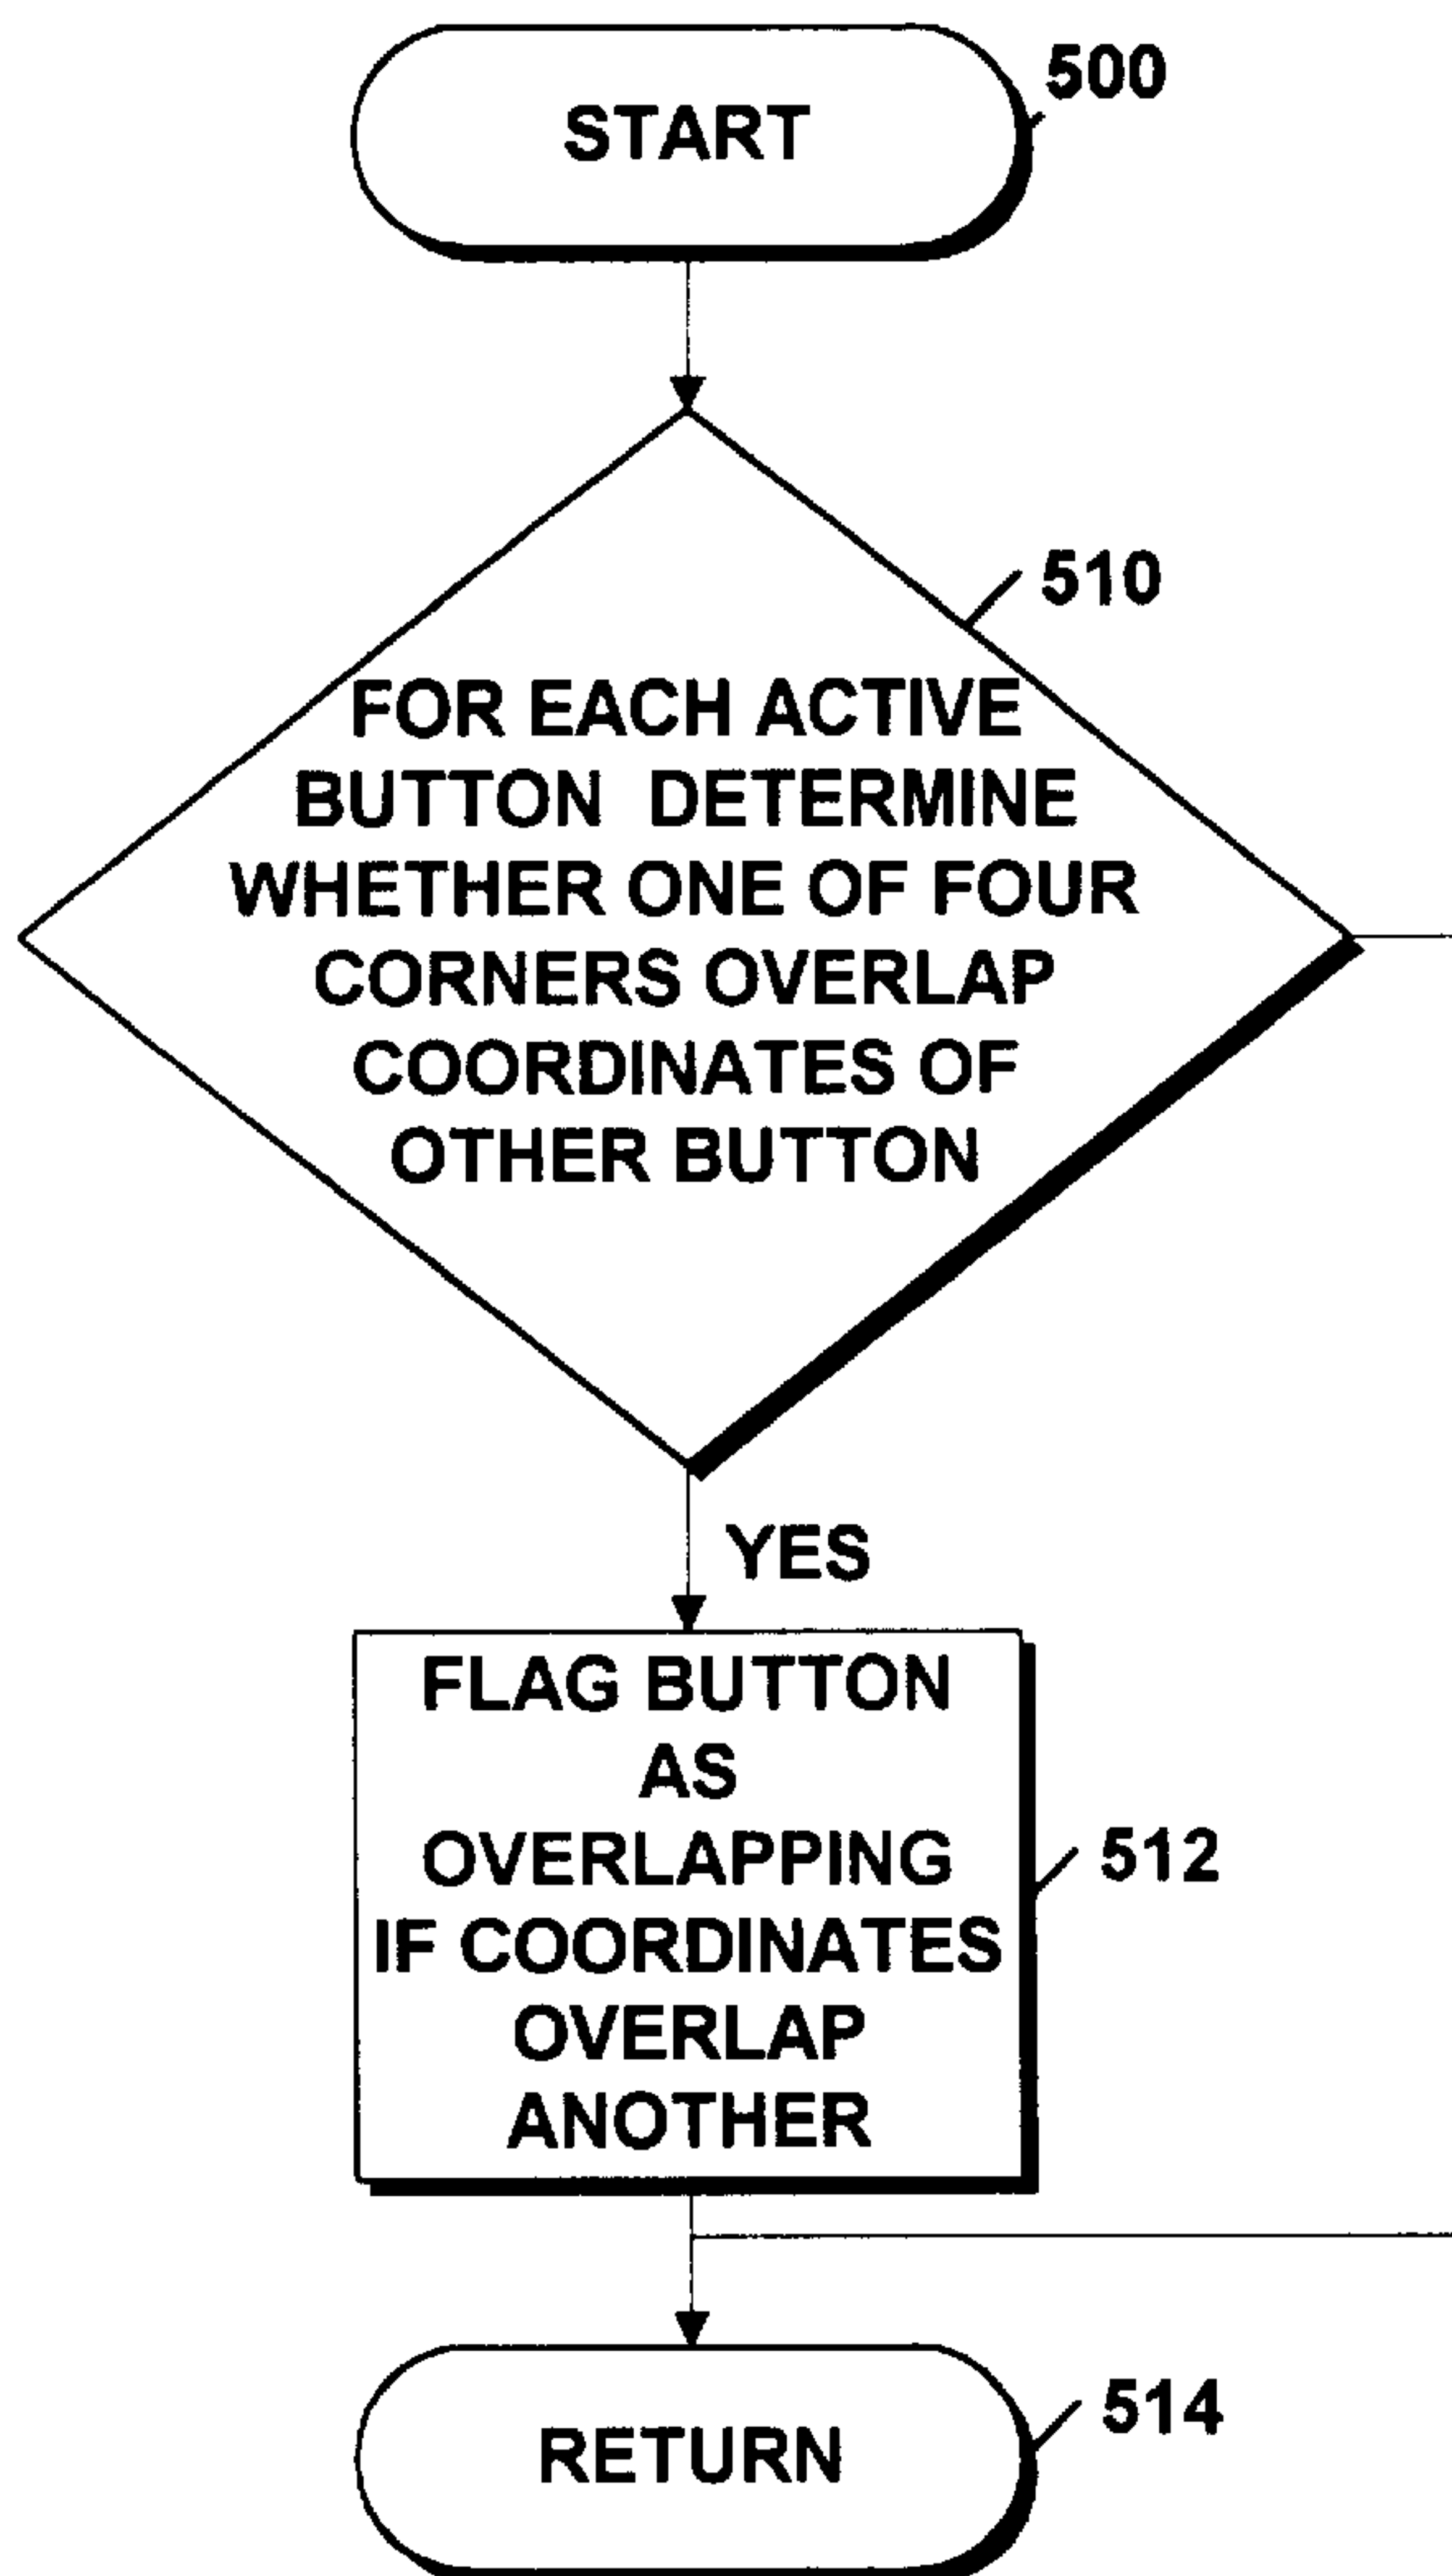 START
500
510
FOR EACH ACTIVE
BUTTON DETERMINE
WHETHER ONE OF FOUR
CORNERS OVERLAP
COORDINATES OF
OTHER BUTTON
YES
FLAG BUTTON
AS
OVERLAPPING
IF COORDINATES
OVERLAP
ANOTHER
512
RETURN
514